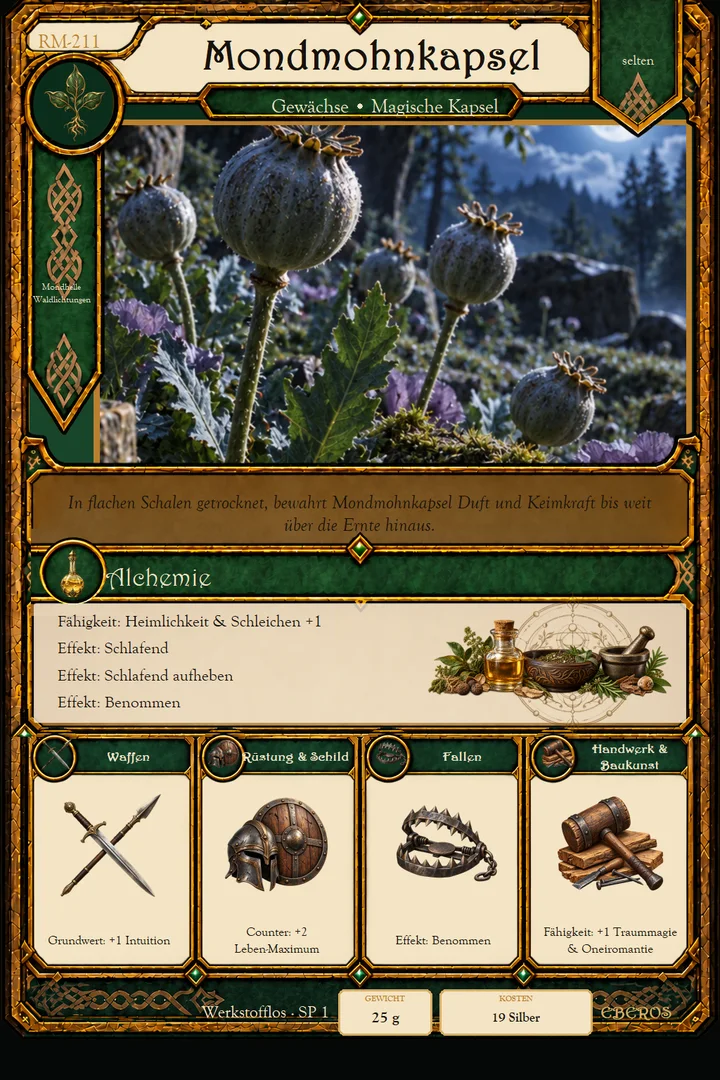 RM-211
Mondmohnkapsel
selten
Gewächse • Magische Kapsel
Mondhelle
Waldlichtungen
In flachen Schalen getrocknet, bewahrt Mondmohnkapsel Duft und Keimkraft bis weit
über die Ernte hinaus.
Alchemie
Fähigkeit: Heimlichkeit & Schleichen +1
Effekt: Schlafend
Effekt: Schlafend aufheben
Effekt: Benommen
Waffen
Rüstung & Schild
Fallen
Handwerk &
Baukunst
Grundwert: +1 Intuition
Counter: +2
Leben-Maximum
Effekt: Benommen
Fähigkeit: +1 Traummagie
& Oneiromantie
Werkstofflos · SP 1
GEWICHT
25 g
KOSTEN
19 Silber
EBEROS